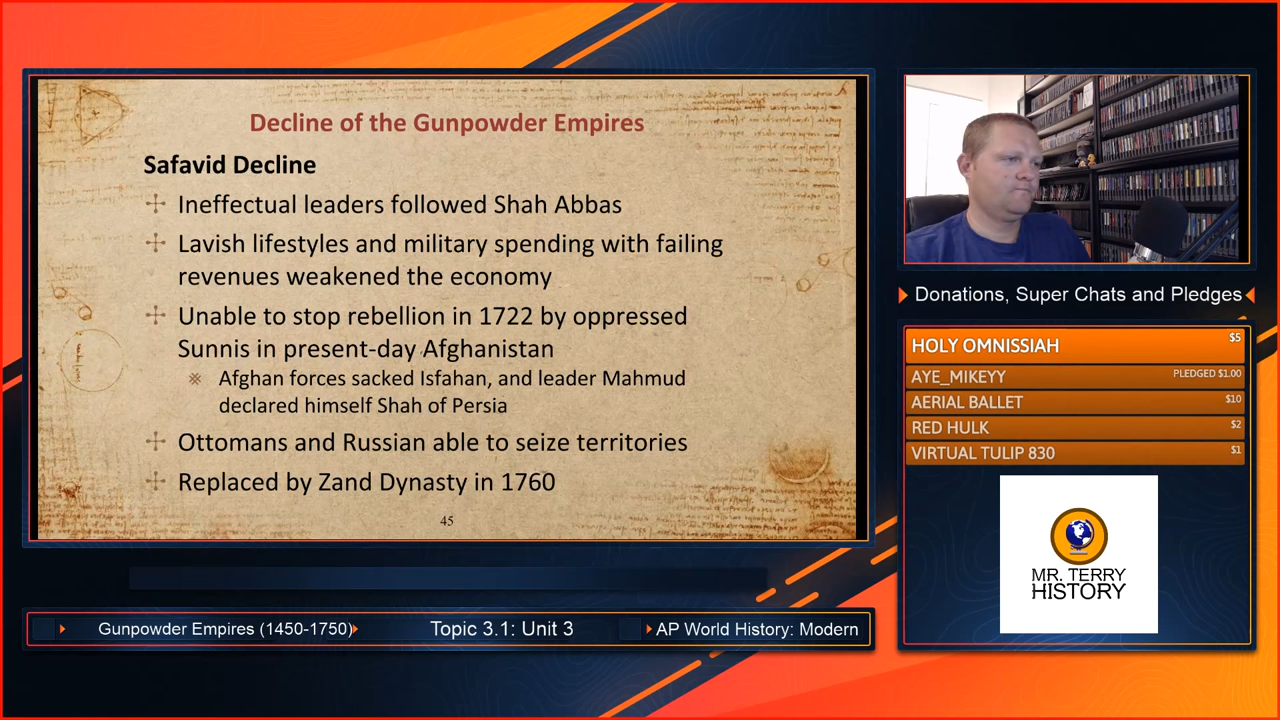 Decline of the Gunpowder Empires
Safavid Decline
Ineffectual leaders followed Shah Abbas
Lavish lifestyles and military spending with failing
revenues weakened the economy
Unable to stop rebellion in 1722 by oppressed
Sunnis in present-day Afghanistan
Afghan forces sacked Isfahan, and leader Mahmud
declared himself Shah of Persia
Ottomans and Russian able to seize territories
Replaced by Zand Dynasty in 1760
45
Donations, Super Chats and Pledges
HOLY OMNISSIAH $5
AYE_MIKEYY PLEDGED $1.00
AERIAL BALLET $10
RED HULK $2
VIRTUAL TULIP 830 $1
MR. TERRY
HISTORY
Gunpowder Empires (1450-1750)
Topic 3.1: Unit 3
AP World History: Modern